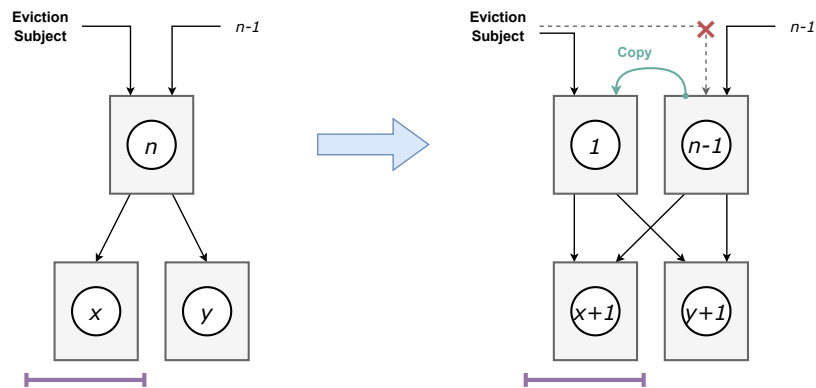 Eviction
Subject
n-1
n
x
y
Eviction
Subject
n-1
Copy
1
n-1
x+1
y+1